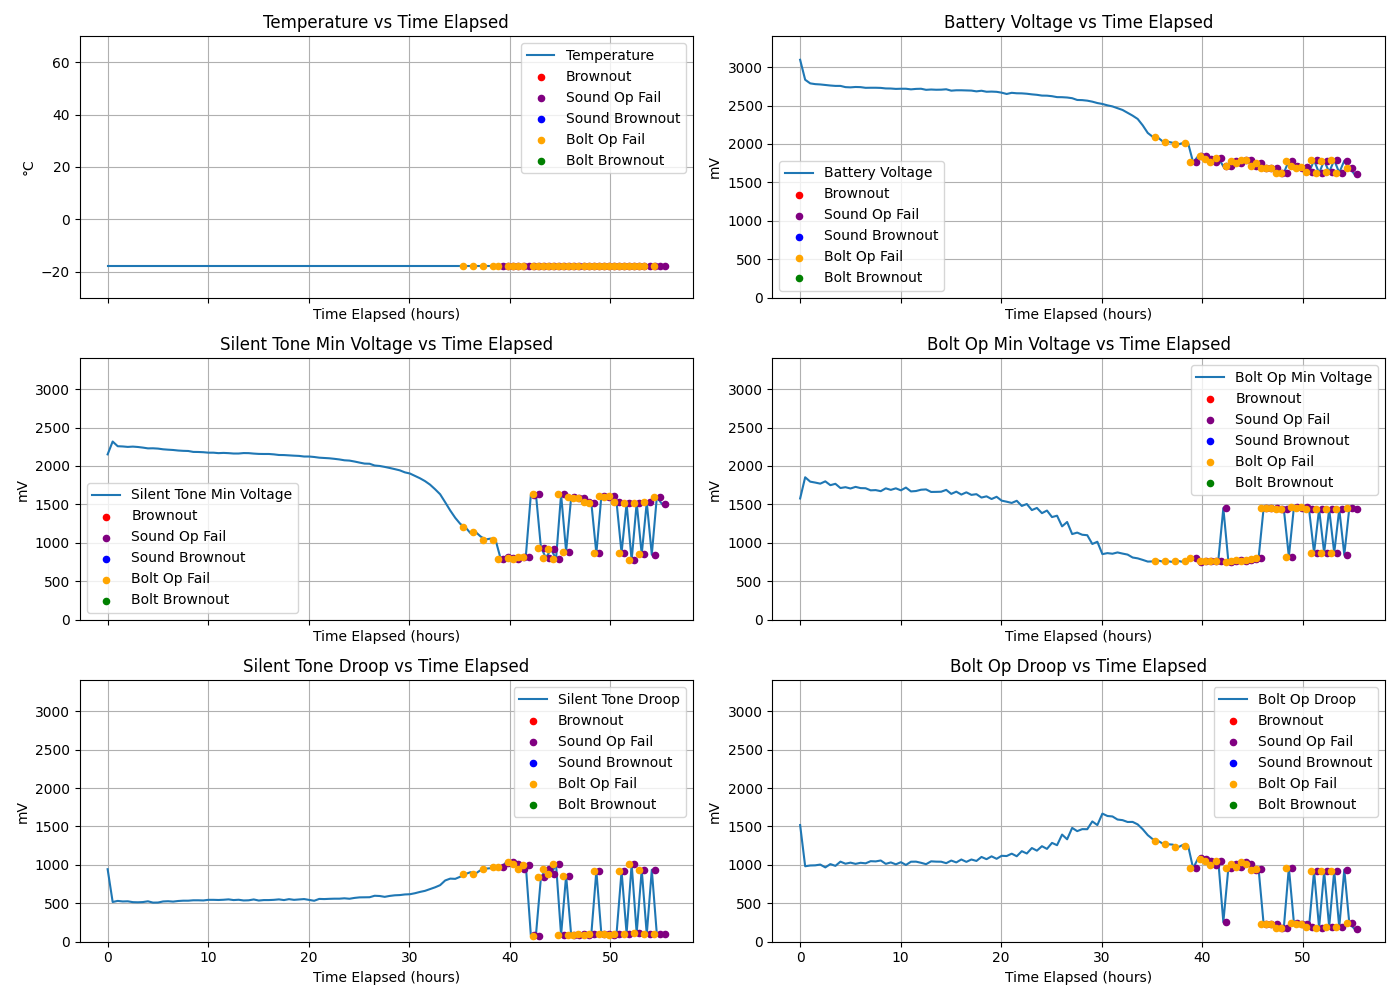 Temperature vs Time Elapsed
60
40
20
0
−20
°C
Time Elapsed (hours)
Temperature
Brownout
Sound Op Fail
Sound Brownout
Bolt Op Fail
Bolt Brownout
Battery Voltage vs Time Elapsed
3000
2500
2000
1500
1000
500
0
mV
Time Elapsed (hours)
Battery Voltage
Brownout
Sound Op Fail
Sound Brownout
Bolt Op Fail
Bolt Brownout
Silent Tone Min Voltage vs Time Elapsed
3000
2500
2000
1500
1000
500
0
mV
Time Elapsed (hours)
Silent Tone Min Voltage
Brownout
Sound Op Fail
Sound Brownout
Bolt Op Fail
Bolt Brownout
Bolt Op Min Voltage vs Time Elapsed
3000
2500
2000
1500
1000
500
0
mV
Time Elapsed (hours)
Bolt Op Min Voltage
Brownout
Sound Op Fail
Sound Brownout
Bolt Op Fail
Bolt Brownout
Silent Tone Droop vs Time Elapsed
3000
2500
2000
1500
1000
500
0
mV
0 10 20 30 40 50
Time Elapsed (hours)
Silent Tone Droop
Brownout
Sound Op Fail
Sound Brownout
Bolt Op Fail
Bolt Brownout
Bolt Op Droop vs Time Elapsed
3000
2500
2000
1500
1000
500
0
mV
0 10 20 30 40 50
Time Elapsed (hours)
Bolt Op Droop
Brownout
Sound Op Fail
Sound Brownout
Bolt Op Fail
Bolt Brownout